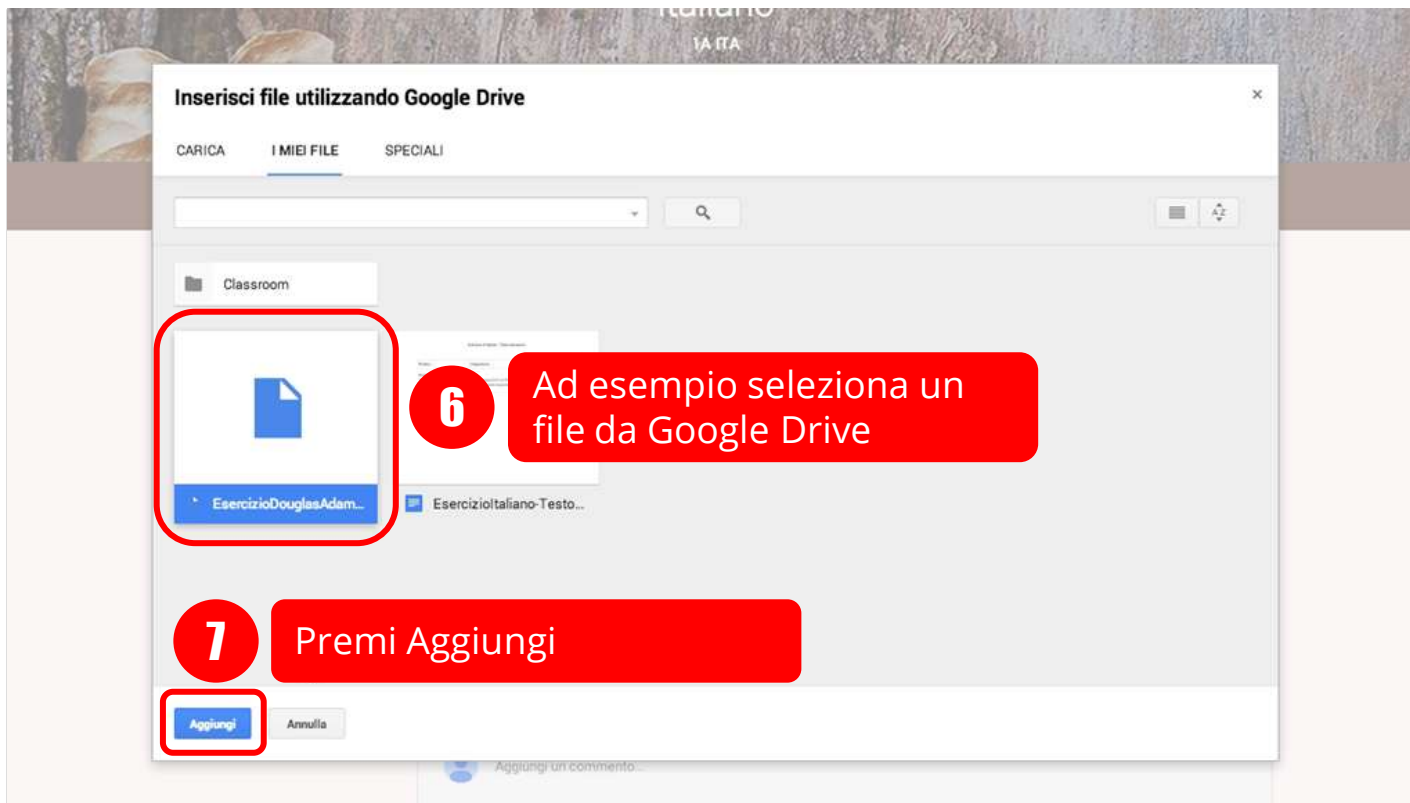 Italiano
1A ITA
Inserisci file utilizzando Google Drive
×
CARICA I MIEI FILE SPECIALI
AZ
Classroom
6
Ad esempio seleziona un
file da Google Drive
EsercizioDouglasAdam... EsercizioItaliano-Testo...
7
Premi Aggiungi
Aggiungi Annulla
Aggiungi un commento...